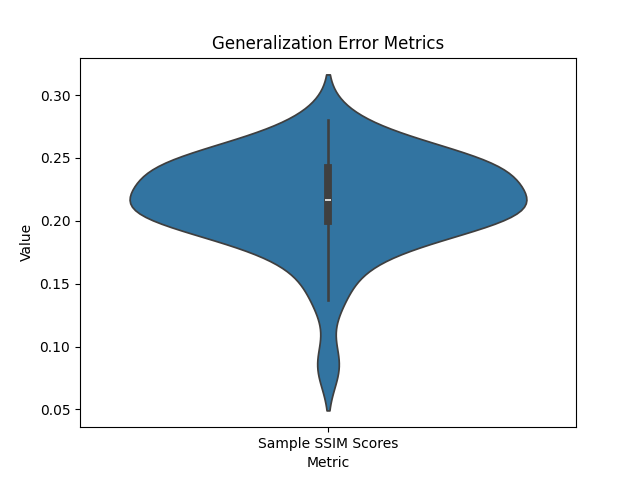 Generalization Error Metrics
0.30
0.25
0.20
0.15
0.10
0.05
Value
Sample SSIM Scores
Metric